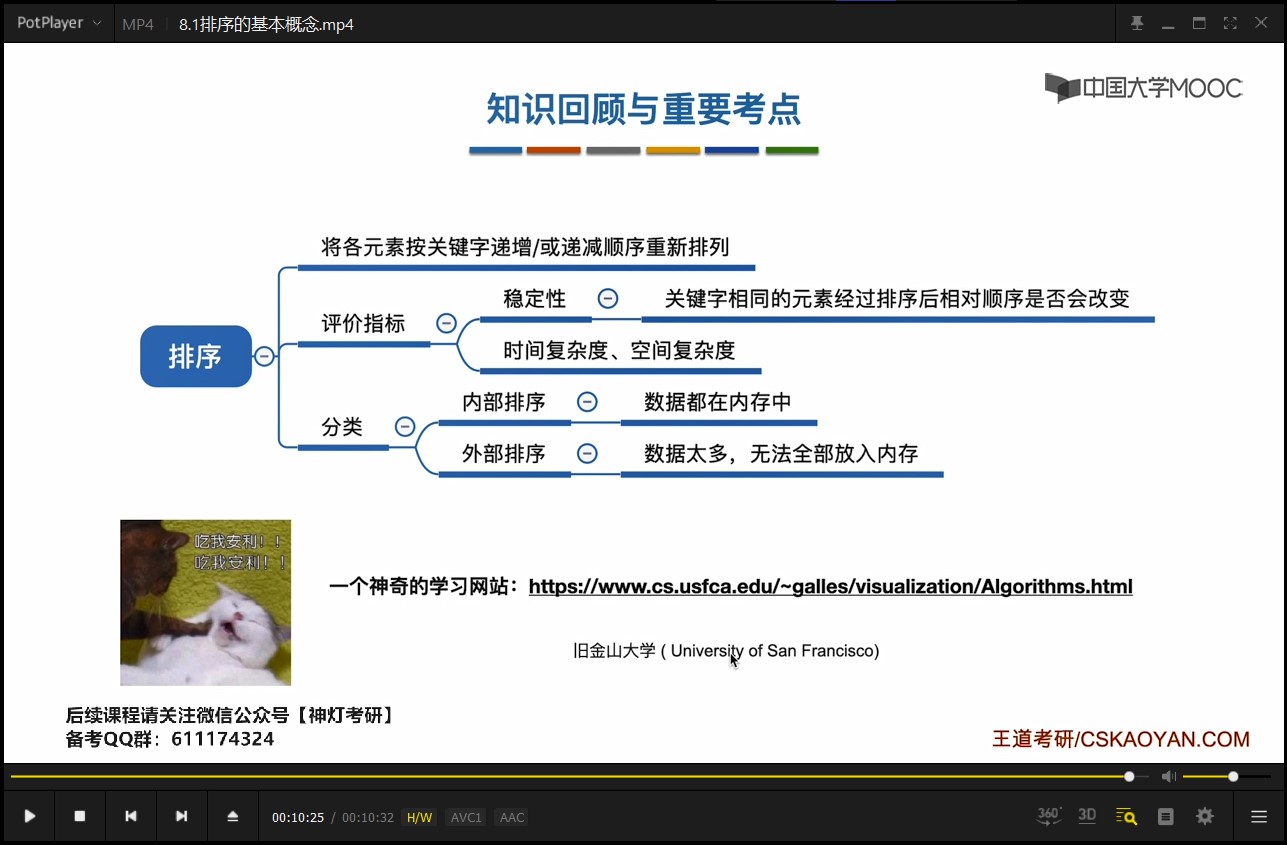 PotPlayer MP4 8.1排序的基本概念.mp4
中国大学MOOC
知识回顾与重要考点
将各元素按关键字递增/或递减顺序重新排列
稳定性 关键字相同的元素经过排序后相对顺序是否会改变
评价指标
时间复杂度、空间复杂度
排序
内部排序 数据都在内存中
分类
外部排序 数据太多，无法全部放入内存
吃我安利！！
吃我安利！！
一个神奇的学习网站：https://www.cs.usfca.edu/~galles/visualization/Algorithms.html
旧金山大学 ( University of San Francisco)
后续课程请关注微信公众号【神灯考研】
备考QQ群：611174324
王道考研/CSKAOYAN.COM
00:10:25 / 00:10:32 H/W AVC1 AAC 360° 3D